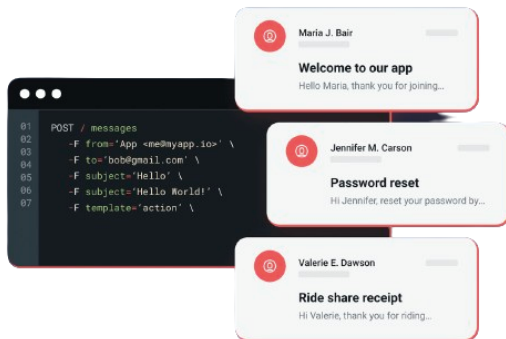 01 POST / messages
02 -F from='App <me@myapp.io>' \
03 -F to='bob@gmail.com' \
04 -F subject='Hello' \
05 -F subject='Hello World!' \
06 -F template='action' \
07
Maria J. Bair
Welcome to our app
Hello Maria, thank you for joining...
Jennifer M. Carson
Password reset
Hi Jennifer, reset your password by...
Valerie E. Dawson
Ride share receipt
Hi Valerie, thank you for riding...